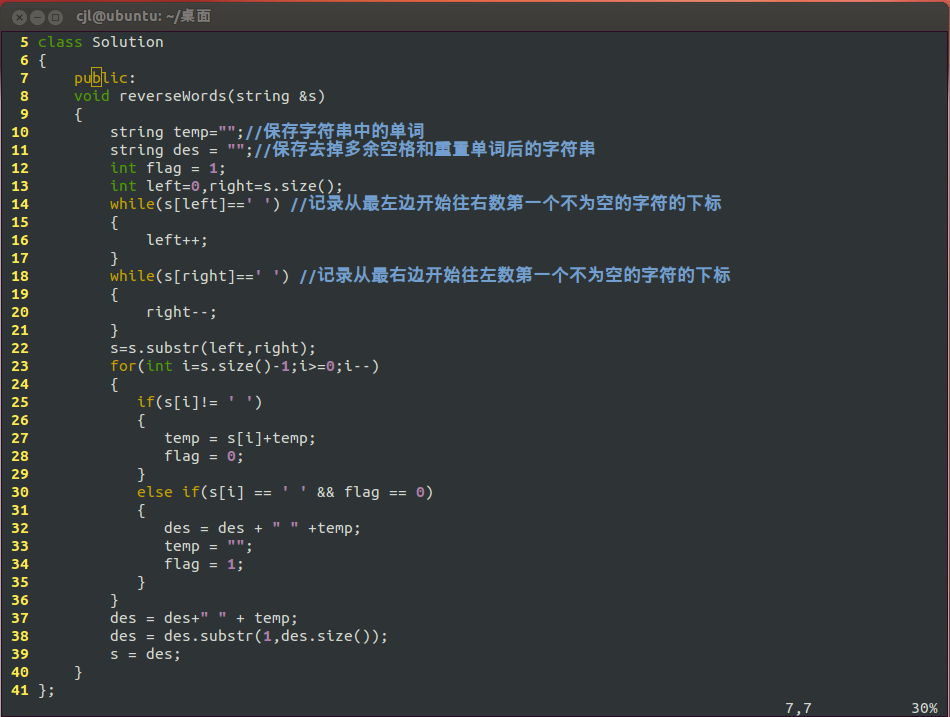 cjl@ubuntu: ~/桌面
5 class Solution
6 {
7     public:
8     void reverseWords(string &s)
9     {
10         string temp="";//保存字符串中的单词
11         string des = "";//保存去掉多余空格和重置单词后的字符串
12         int flag = 1;
13         int left=0,right=s.size();
14         while(s[left]==' ') //记录从最左边开始往右数第一个不为空的字符的下标
15         {
16             left++;
17         }
18         while(s[right]==' ') //记录从最右边开始往左数第一个不为空的字符的下标
19         {
20             right--;
21         }
22         s=s.substr(left,right);
23         for(int i=s.size()-1;i>=0;i--)
24         {
25            if(s[i]!= ' ')
26            {
27               temp = s[i]+temp;
28               flag = 0;
29            }
30            else if(s[i] == ' ' && flag == 0)
31            {
32               des = des + " " +temp;
33               temp = "";
34               flag = 1;
35            }
36         }
37         des = des+" " + temp;
38         des = des.substr(1,des.size());
39         s = des;
40     }
41 };
7,7 30%